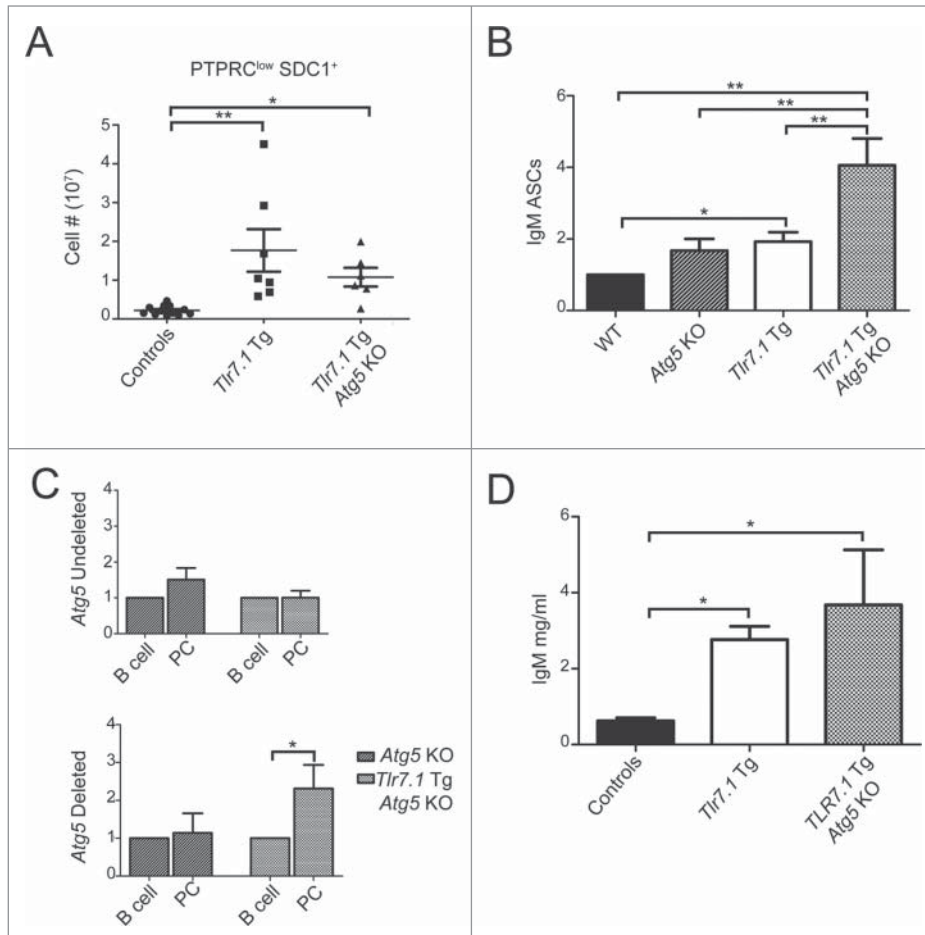 A
PTPRClow SDC1+
*
**
5
4
3
2
1
0
Cell # (10⁷)
Controls
Tlr7.1 Tg
Tlr7.1 Tg
Atg5 KO
B
**
**
**
*
6
4
2
0
IgM ASCs
WT
Atg5 KO
Tlr7.1 Tg
Tlr7.1 Tg
Atg5 KO
C
4
3
2
1
0
Atg5 Undeleted
B cell
PC
B cell
PC
4
3
2
1
0
Atg5 Deleted
*
B cell
PC
B cell
PC
Atg5 KO
Tlr7.1 Tg
Atg5 KO
D
*
*
6
4
2
0
IgM mg/ml
Controls
Tlr7.1 Tg
TLR7.1 Tg
Atg5 KO